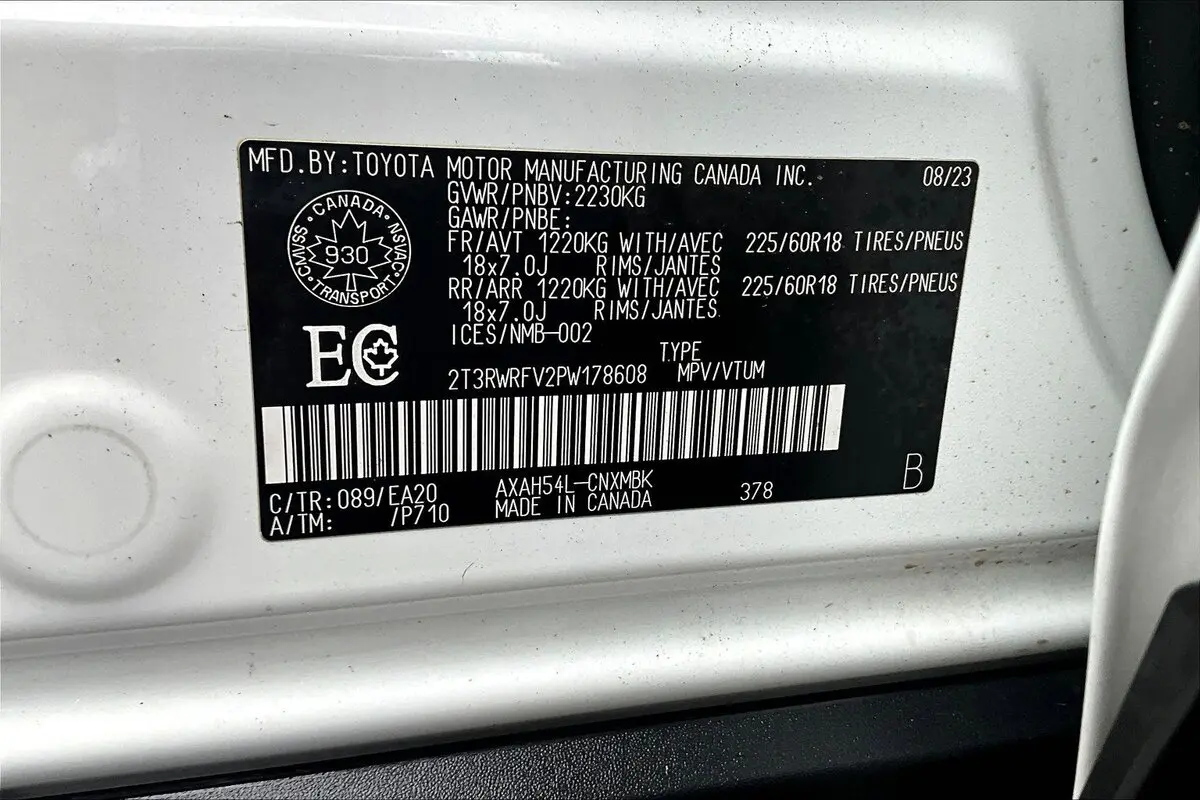 MFD.BY:TOYOTA MOTOR MANUFACTURING CANADA INC. 08/23
GVWR/PNBV:2230KG
GAWR/PNBE:
FR/AVT 1220KG WITH/AVEC 225/60R18 TIRES/PNEUS
18x7.0J RIMS/JANTES
RR/ARR 1220KG WITH/AVEC 225/60R18 TIRES/PNEUS
18x7.0J RIMS/JANTES
ICES/NMB-002
CANADA
CMVSS 930 NSVAC
TRANSPORT
EC
TYPE
2T3RWRFV2PW178608 MPV/VTUM
C/TR:089/EA20 AXAH54L-CNXMBK 378 B
A/TM: /P710 MADE IN CANADA